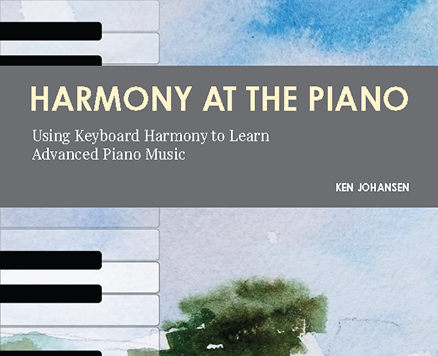 HARMONY AT THE PIANO
Using Keyboard Harmony to Learn
Advanced Piano Music
KEN JOHANSEN